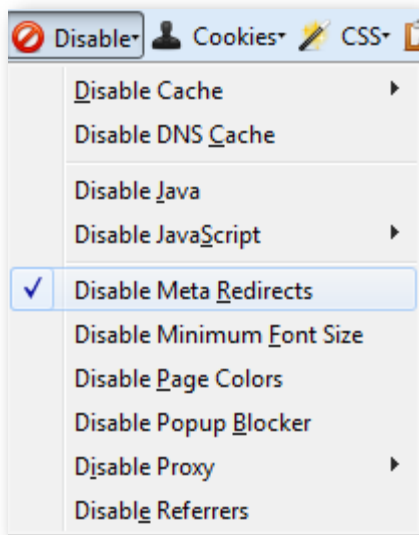 Disable Cookies CSS
Disable Cache
Disable DNS Cache
Disable Java
Disable JavaScript
Disable Meta Redirects
Disable Minimum Font Size
Disable Page Colors
Disable Popup Blocker
Disable Proxy
Disable Referrers